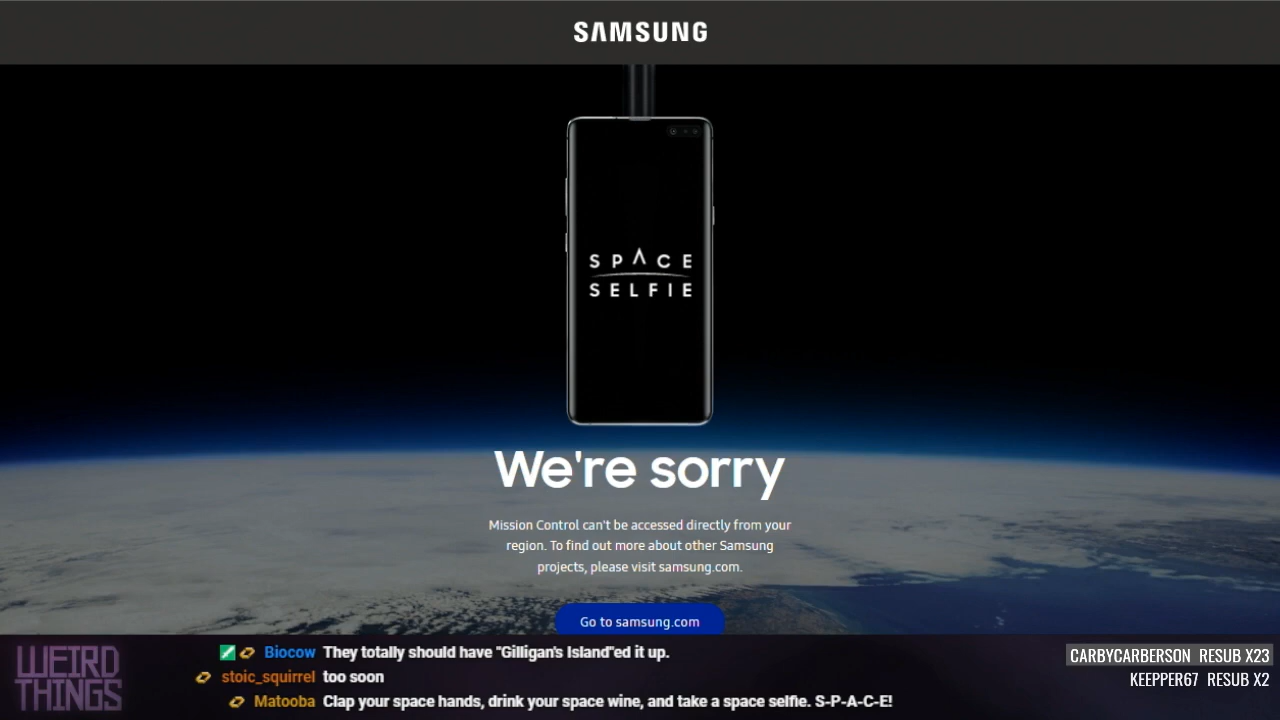 SAMSUNG
SPACE
SELFIE
We're sorry
Mission Control can't be accessed directly from your
region. To find out more about other Samsung
projects, please visit samsung.com.
Go to samsung.com
WEIRD
THINGS
Biocow They totally should have "Gilligan's Island"ed it up.
stoic_squirrel too soon
Matooba Clap your space hands, drink your space wine, and take a space selfie. S-P-A-C-E!
CARBYCARBERSON RESUB X23
KEEPPER67 RESUB X2